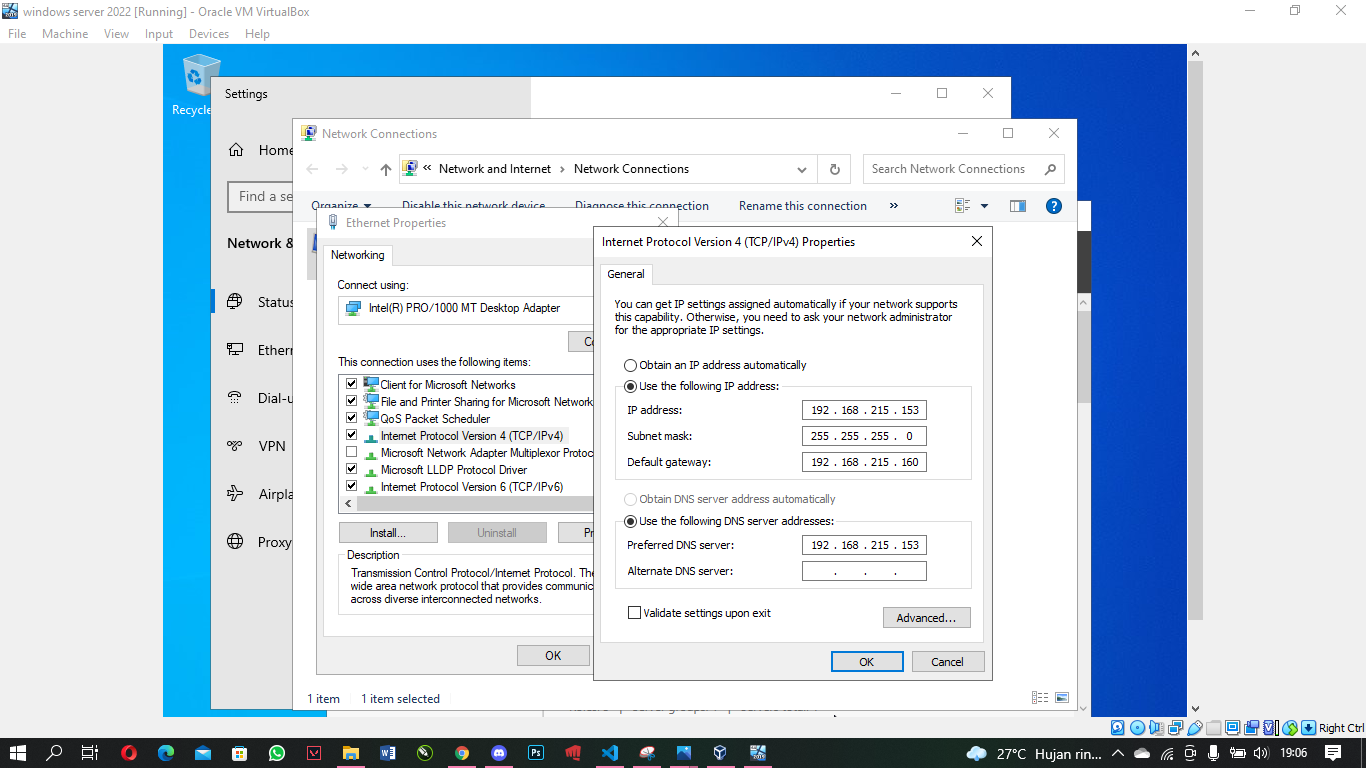 windows server 2022 [Running] - Oracle VM VirtualBox
File Machine View Input Devices Help
Recycle
Settings
Network Connections
Home
« Network and Internet › Network Connections
Search Network Connections
Find a se
Organize Disable this network device Diagnose this connection Rename this connection »
Ethernet Properties
Internet Protocol Version 4 (TCP/IPv4) Properties
Network &
Networking
General
Connect using:
Intel(R) PRO/1000 MT Desktop Adapter
You can get IP settings assigned automatically if your network supports
this capability. Otherwise, you need to ask your network administrator
for the appropriate IP settings.
Status
Ethern
Dial-u
VPN
Airpla
Proxy
Co
This connection uses the following items:
Client for Microsoft Networks
File and Printer Sharing for Microsoft Network
QoS Packet Scheduler
Internet Protocol Version 4 (TCP/IPv4)
Microsoft Network Adapter Multiplexor Protoc
Microsoft LLDP Protocol Driver
Internet Protocol Version 6 (TCP/IPv6)
Install... Uninstall Pr
Description
Transmission Control Protocol/Internet Protocol. The
wide area network protocol that provides communic
across diverse interconnected networks.
OK
Obtain an IP address automatically
Use the following IP address:
IP address: 192 . 168 . 215 . 153
Subnet mask: 255 . 255 . 255 . 0
Default gateway: 192 . 168 . 215 . 160
Obtain DNS server address automatically
Use the following DNS server addresses:
Preferred DNS server: 192 . 168 . 215 . 153
Alternate DNS server: . . .
Validate settings upon exit
Advanced...
OK Cancel
1 item 1 item selected
Right Ctrl
27°C Hujan rin... 19:06